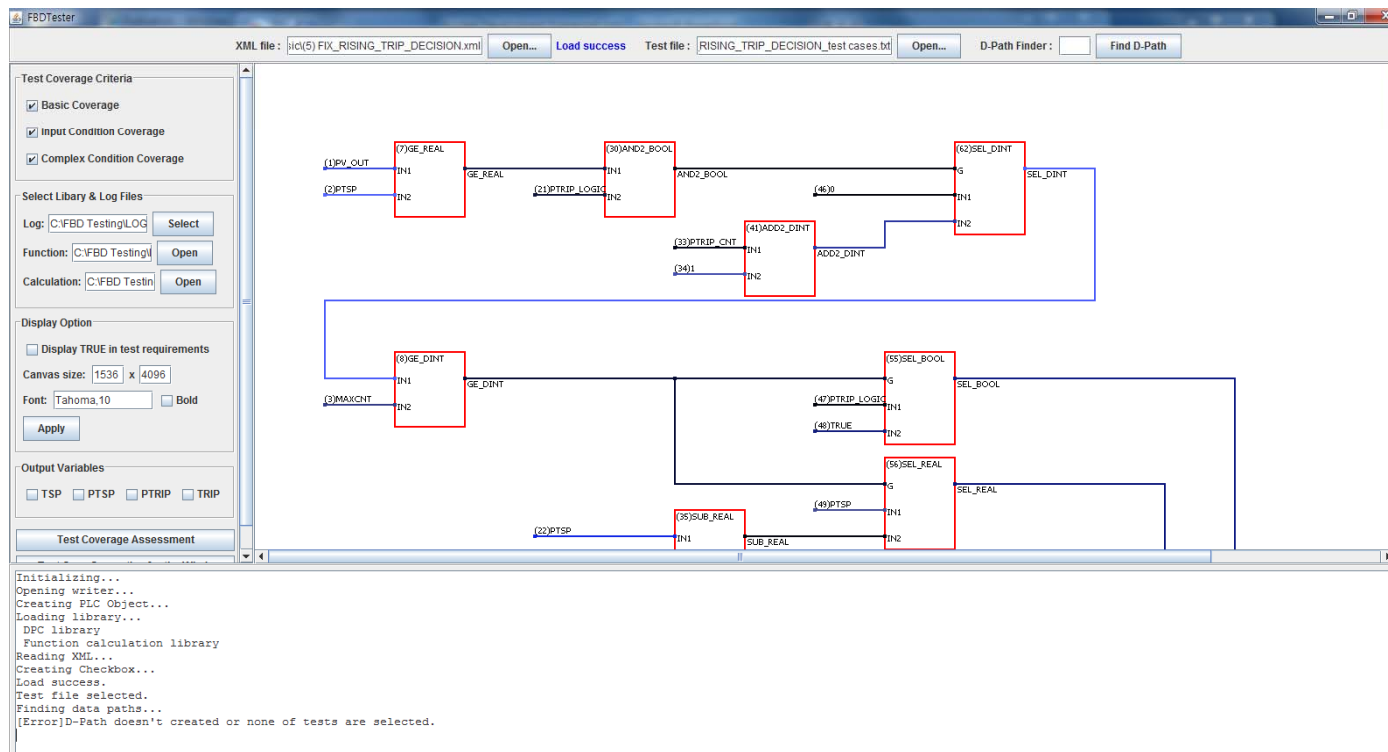 FBDTester
XML file : sic\(5) FIX_RISING_TRIP_DECISION.xml Open... Load success Test file : RISING_TRIP_DECISION_test cases.txt Open... D-Path Finder : Find D-Path
Test Coverage Criteria
Basic Coverage
Input Condition Coverage
Complex Condition Coverage
Select Libary & Log Files
Log: C:\FBD Testing\LOG Select
Function: C:\FBD Testing\ Open
Calculation: C:\FBD Testin Open
Display Option
Display TRUE in test requirements
Canvas size: 1536 x 4096
Font: Tahoma,10 Bold
Apply
Output Variables
TSP PTSP PTRIP TRIP
Test Coverage Assessment
(7)GE_REAL (30)AND2_BOOL (62)SEL_DINT
(1)PV_OUT IN1 GE_REAL IN1 AND2_BOOL G SEL_DINT
(2)PTSP IN2 (21)PTRIP_LOGIC IN2 (46)0 IN1
(41)ADD2_DINT IN2
(33)PTRIP_CNT IN1 ADD2_DINT
(34)1 IN2
(8)GE_DINT (55)SEL_BOOL
IN1 GE_DINT G SEL_BOOL
(3)MAXCNT IN2 (47)PTRIP_LOGIC IN1
(48)TRUE IN2
(56)SEL_REAL
G SEL_REAL
(49)PTSP IN1
(35)SUB_REAL
(22)PTSP IN1 SUB_REAL IN2
Initializing...
Opening writer...
Creating PLC Object...
Loading library...
DPC library
Function calculation library
Reading XML...
Creating Checkbox...
Load success.
Test file selected.
Finding data paths...
[Error]D-Path doesn't created or none of tests are selected.